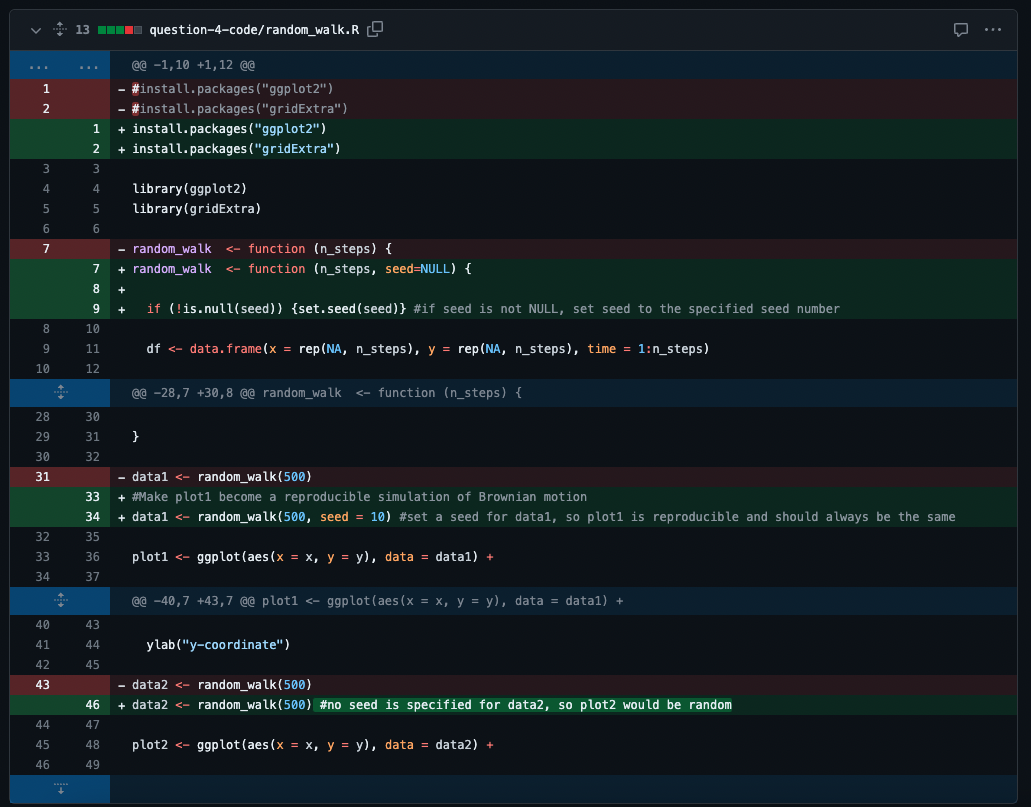 13 question-4-code/random_walk.R
... ... @@ -1,10 +1,12 @@
1 - #install.packages("ggplot2")
2 - #install.packages("gridExtra")
1 + install.packages("ggplot2")
2 + install.packages("gridExtra")
3 3
4 4 library(ggplot2)
5 5 library(gridExtra)
6 6
7 - random_walk  <- function (n_steps) {
7 + random_walk  <- function (n_steps, seed=NULL) {
8 +
9 +   if (!is.null(seed)) {set.seed(seed)} #if seed is not NULL, set seed to the specified seed number
8 10
9 11   df <- data.frame(x = rep(NA, n_steps), y = rep(NA, n_steps), time = 1:n_steps)
10 12
@@ -28,7 +30,8 @@ random_walk  <- function (n_steps) {
28 30
29 31 }
30 32
31 - data1 <- random_walk(500)
33 + #Make plot1 become a reproducible simulation of Brownian motion
34 + data1 <- random_walk(500, seed = 10) #set a seed for data1, so plot1 is reproducible and should always be the same
32 35
33 36 plot1 <- ggplot(aes(x = x, y = y), data = data1) +
34 37
@@ -40,7 +43,7 @@ plot1 <- ggplot(aes(x = x, y = y), data = data1) +
40 43
41 44   ylab("y-coordinate")
42 45
43 - data2 <- random_walk(500)
46 + data2 <- random_walk(500) #no seed is specified for data2, so plot2 would be random
44 47
45 48 plot2 <- ggplot(aes(x = x, y = y), data = data2) +
46 49